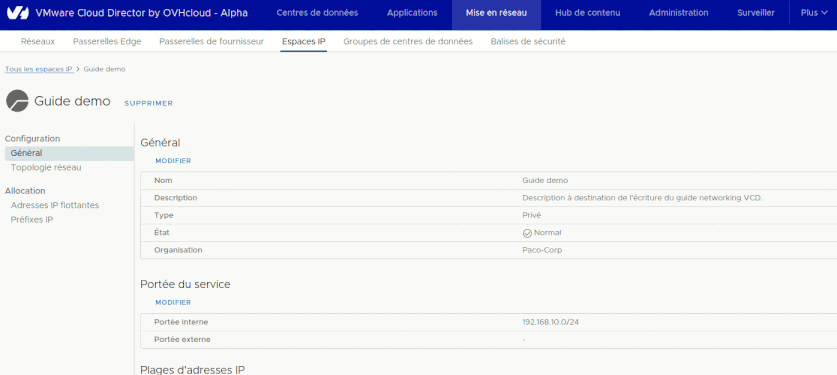 VMware Cloud Director by OVHcloud - Alpha Centres de données Applications Mise en réseau Hub de contenu Administration Surveiller Plus
Réseaux Passerelles Edge Passerelles de fournisseur Espaces IP Groupes de centres de données Balises de sécurité
Tous les espaces IP > Guide demo
Guide demo SUPPRIMER
Configuration
Général
Topologie réseau
Allocation
Adresses IP flottantes
Préfixes IP
Général
MODIFIER
Nom Guide demo
Description Description à destination de l'écriture du guide networking VCD.
Type Privé
État Normal
Organisation Paco-Corp
Portée du service
MODIFIER
Portée interne 192.168.10.0/24
Portée externe -
Plages d'adresses IP